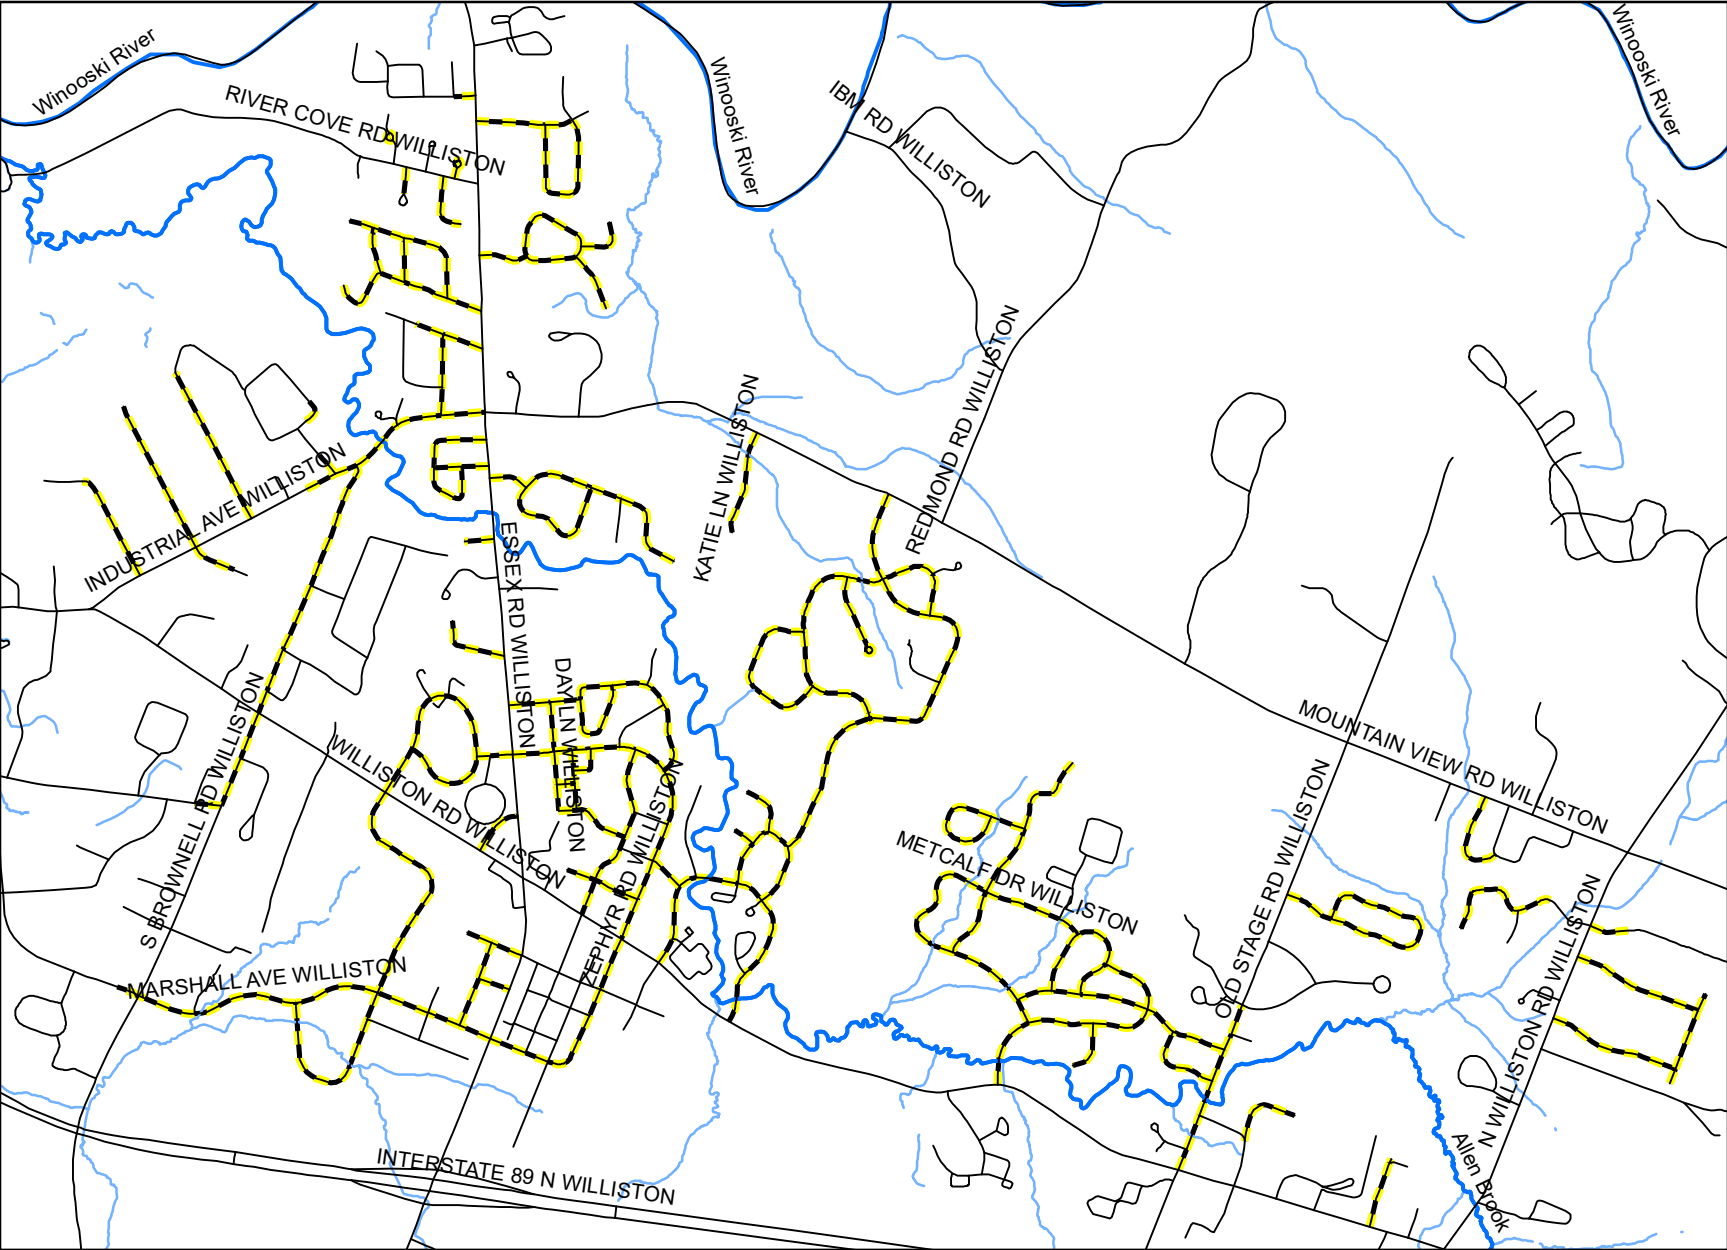 Winooski River
Winooski River
Winooski River
RIVER COVE RD WILLISTON
IBM RD WILLISTON
REDMOND RD WILLISTON
KATIE LN WILLISTON
INDUSTRIAL AVE WILLISTON
ESSEX RD WILLISTON
DAY LN WILLISTON
S BROWNELL RD WILLISTON
WILLISTON RD WILLISTON
MOUNTAIN VIEW RD WILLISTON
ZEPHYR RD WILLISTON
METCALF DR WILLISTON
OLD STAGE RD WILLISTON
N WILLISTON RD WILLISTON
MARSHALL AVE WILLISTON
INTERSTATE 89 N WILLISTON
Allen Brook